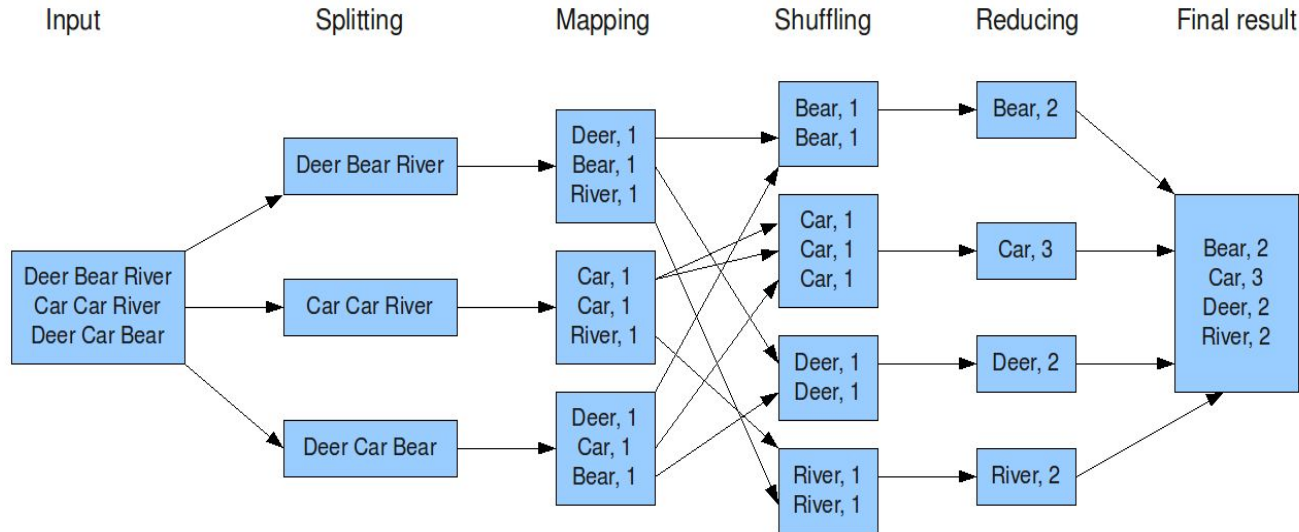 Input
Splitting
Mapping
Shuffling
Reducing
Final result
Deer Bear River
Car Car River
Deer Car Bear
Deer Bear River
Car Car River
Deer Car Bear
Deer, 1
Bear, 1
River, 1
Car, 1
Car, 1
River, 1
Deer, 1
Car, 1
Bear, 1
Bear, 1
Bear, 1
Car, 1
Car, 1
Car, 1
Deer, 1
Deer, 1
River, 1
River, 1
Bear, 2
Car, 3
Deer, 2
River, 2
Bear, 2
Car, 3
Deer, 2
River, 2